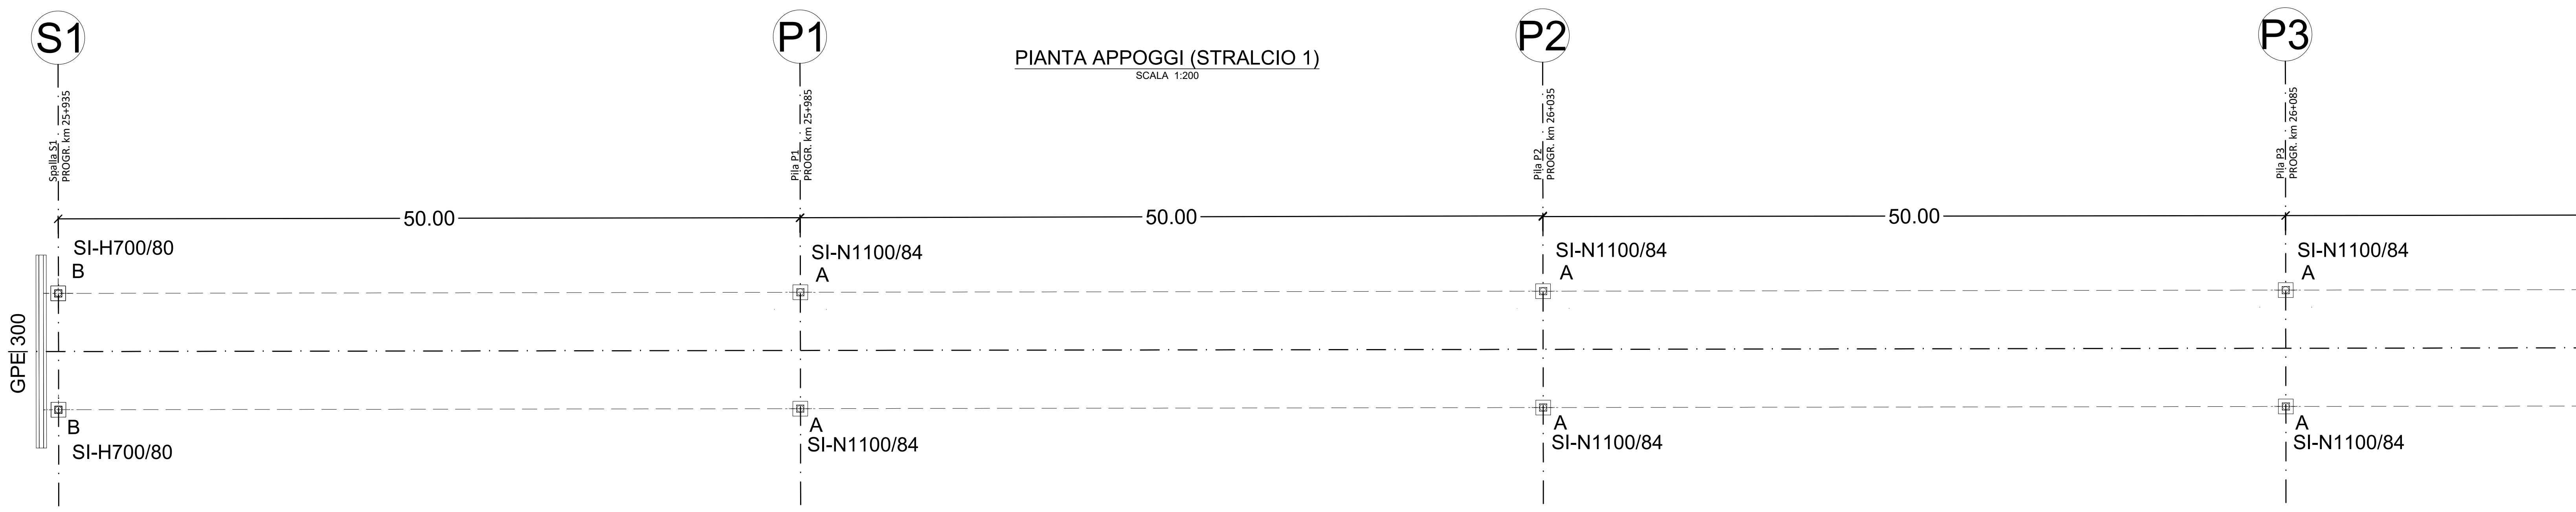 S1
P1
P2
P3
PIANTA APPOGGI (STRALCIO 1)
SCALA 1:200
Spalla S1
PROGR. km 25+935
Pila P1
PROGR. km 25+985
Pila P2
PROGR. km 26+035
Pila P3
PROGR. km 26+085
50.00
50.00
50.00
SI-H700/80
B
SI-N1100/84
A
SI-N1100/84
A
SI-N1100/84
A
GPE 300
B
SI-H700/80
A
SI-N1100/84
A
SI-N1100/84
A
SI-N1100/84